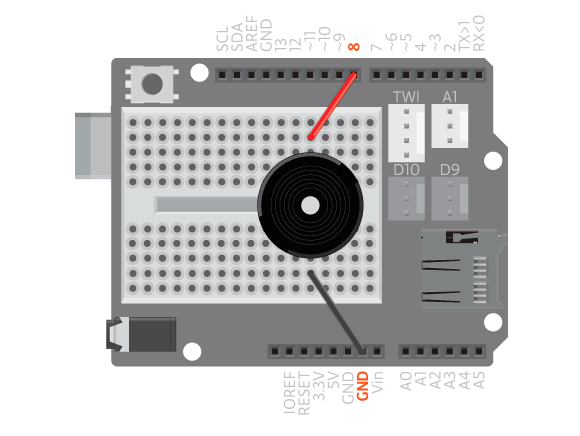 SCL
SDA
AREF
GND
13
12
~11
~10
~9
8
7
~6
~5
4
~3
2
TX>1
RX<0
TWI
A1
D10
D9
IOREF
RESET
3.3V
5V
GND
GND
Vin
A0
A1
A2
A3
A4
A5